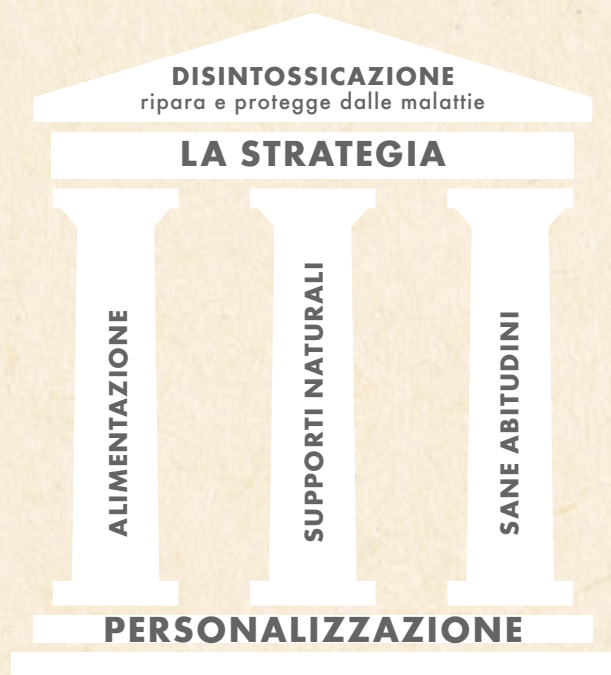 DISINTOSSICAZIONE
ripara e protegge dalle malattie
LA STRATEGIA
ALIMENTAZIONE
SUPPORTI NATURALI
SANE ABITUDINI
PERSONALIZZAZIONE